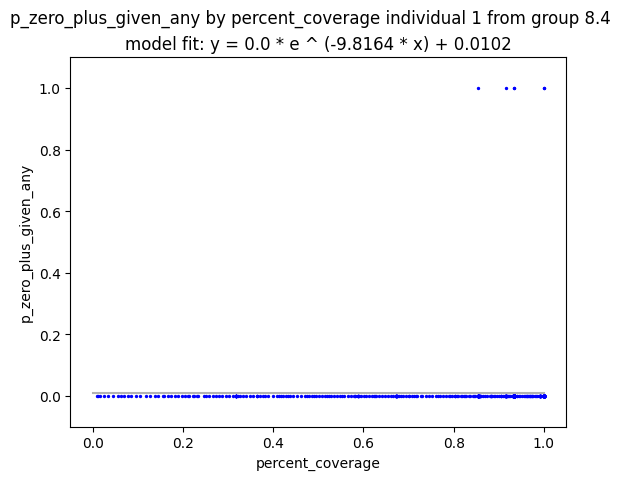 p_zero_plus_given_any by percent_coverage individual 1 from group 8.4
model fit: y = 0.0 * e ^ (-9.8164 * x) + 0.0102
1.0
0.8
0.6
0.4
0.2
0.0
p_zero_plus_given_any
0.0 0.2 0.4 0.6 0.8 1.0
percent_coverage